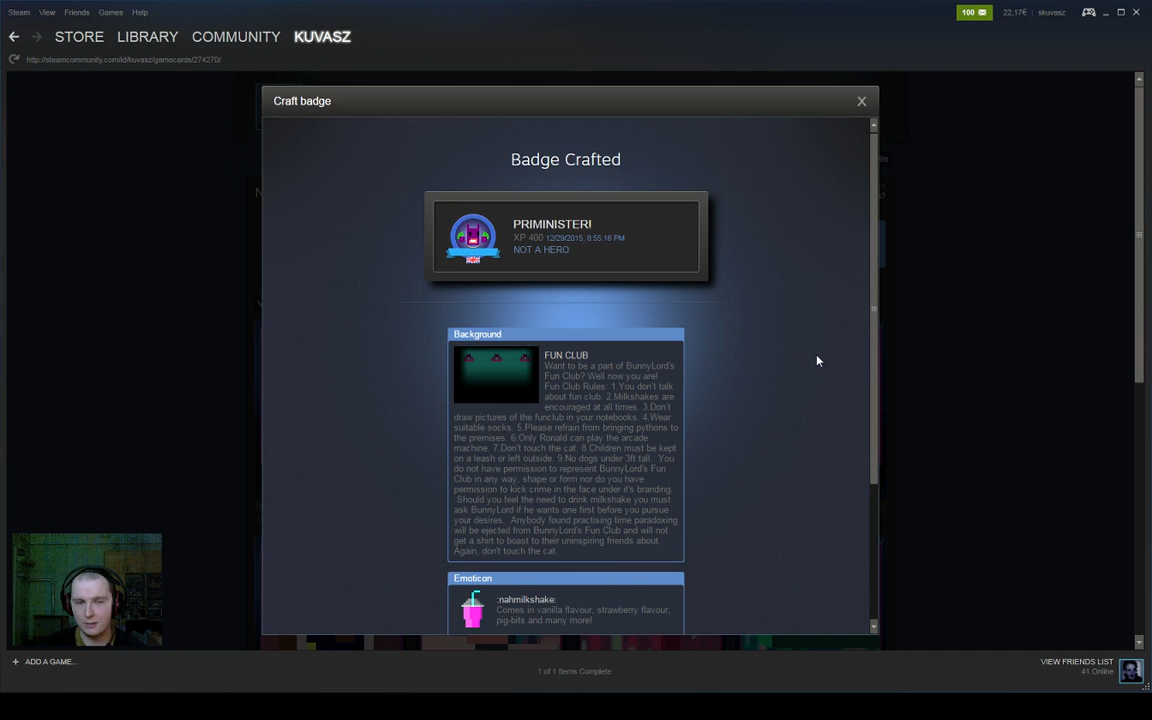 Steam View Friends Games Help
100
22,17€ skuvasz
STORE LIBRARY COMMUNITY KUVASZ
http://steamcommunity.com/id/kuvasz/gamecards/274270/
Craft badge
X
Badge Crafted
PRIMINISTER!
XP 400 12/29/2015, 8:55:16 PM
NOT A HERO
Background
FUN CLUB
Want to be a part of BunnyLord's
Fun Club? Well now you are!
Fun Club Rules: 1.You don't talk
about fun club. 2.Milkshakes are
encouraged at all times. 3.Don't
draw pictures of the funclub in your notebooks. 4.Wear
suitable socks. 5.Please refrain from bringing pythons to
the premises. 6.Only Ronald can play the arcade
machine. 7.Don't touch the cat. 8.Children must be kept
on a leash or left outside. 9.No dogs under 3ft tall. You
do not have permission to represent BunnyLord's Fun
Club in any way, shape or form nor do you have
permission to kick crime in the face under it's branding.
Should you feel the need to drink milkshake you must
ask BunnyLord if he wants one first before you pursue
your desires. Anybody found practising time paradoxing
will be ejected from BunnyLord's Fun Club and will not
get a shirt to boast to their uninspiring friends about.
Again, don't touch the cat.
Emoticon
:nahmilkshake:
Comes in vanilla flavour, strawberry flavour,
pig-bits and many more!
+ ADD A GAME...
1 of 1 Items Complete
VIEW FRIENDS LIST
41 Online